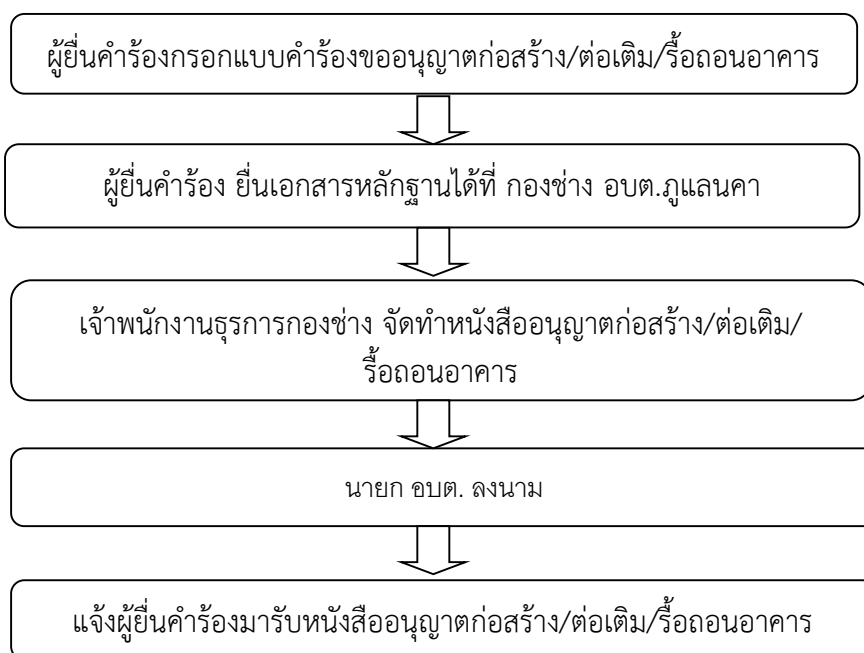 ผู้ยื่นคำร้องกรอกแบบคำร้องขออนุญาตก่อสร้าง/ต่อเติม/รื้อถอนอาคาร
ผู้ยื่นคำร้อง ยื่นเอกสารหลักฐานได้ที่ กองช่าง อบต.ภูแลนคา
เจ้าพนักงานธุรการกองช่าง จัดทำหนังสืออนุญาตก่อสร้าง/ต่อเติม/
รื้อถอนอาคาร
นายก อบต. ลงนาม
แจ้งผู้ยื่นคำร้องมารับหนังสืออนุญาตก่อสร้าง/ต่อเติม/รื้อถอนอาคาร